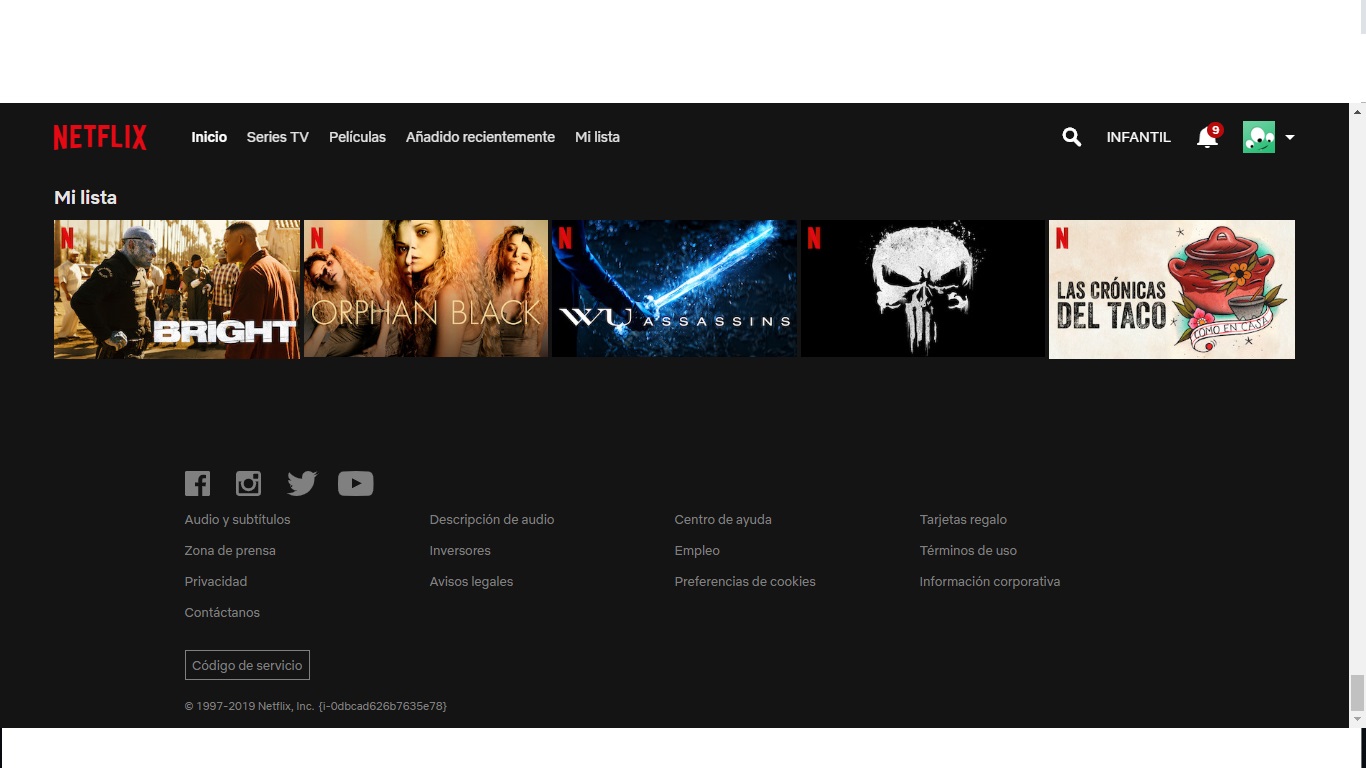 NETFLIX Inicio Series TV Películas Añadido recientemente Mi lista INFANTIL 9
Mi lista
N BRIGHT
N ORPHAN BLACK
N WU ASSASSINS
N
N LAS CRÓNICAS
DEL TACO
COMO EN CASA
Audio y subtítulos Descripción de audio Centro de ayuda Tarjetas regalo
Zona de prensa Inversores Empleo Términos de uso
Privacidad Avisos legales Preferencias de cookies Información corporativa
Contáctanos
Código de servicio
© 1997-2019 Netflix, Inc. {i-0dbcad626b7635e78}